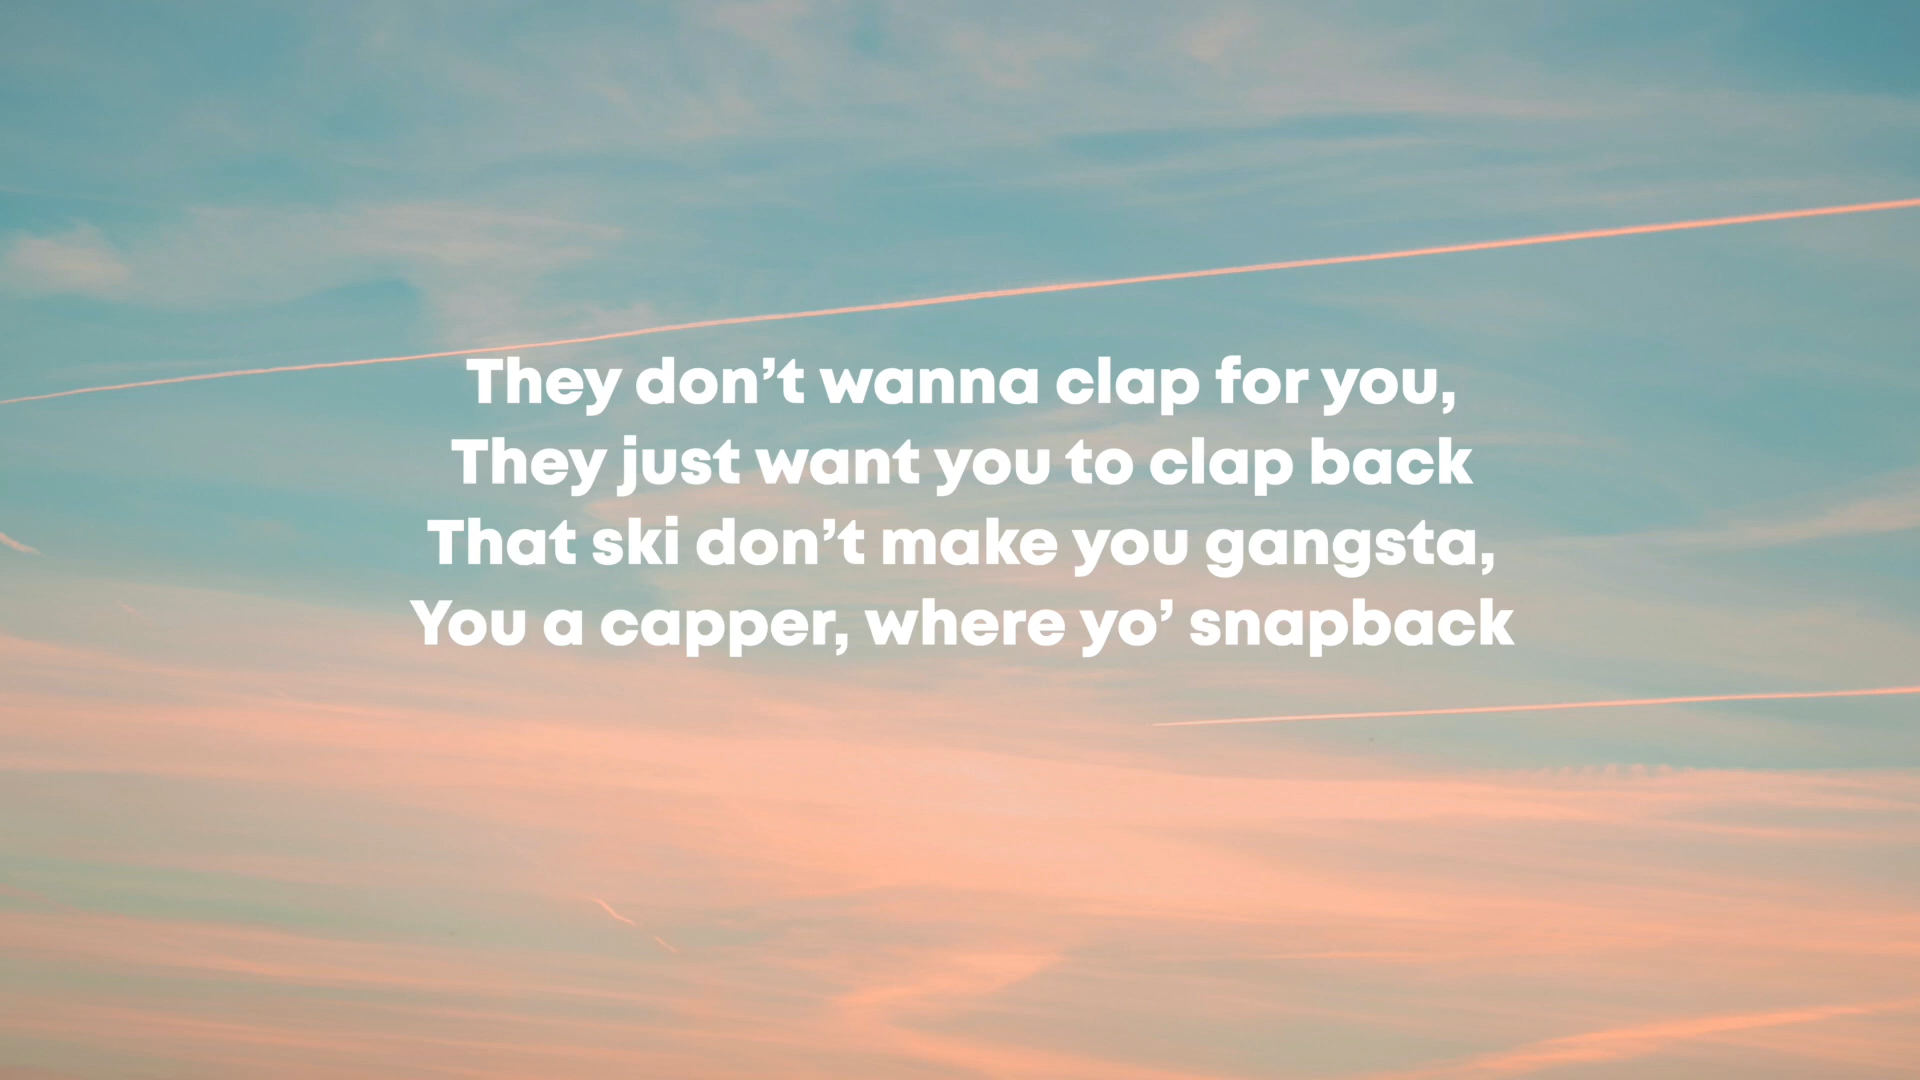 They don’t wanna clap for you,
They just want you to clap back
That ski don’t make you gangsta,
You a capper, where yo’ snapback